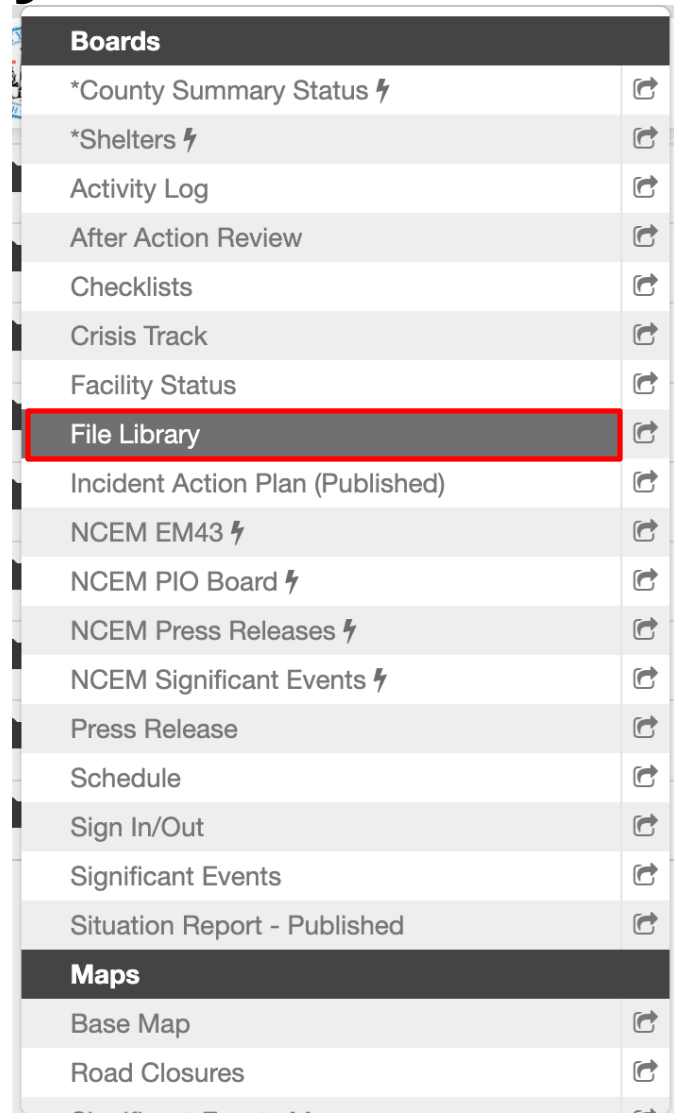 Boards
*County Summary Status
*Shelters
Activity Log
After Action Review
Checklists
Crisis Track
Facility Status
File Library
Incident Action Plan (Published)
NCEM EM43
NCEM PIO Board
NCEM Press Releases
NCEM Significant Events
Press Release
Schedule
Sign In/Out
Significant Events
Situation Report - Published
Maps
Base Map
Road Closures